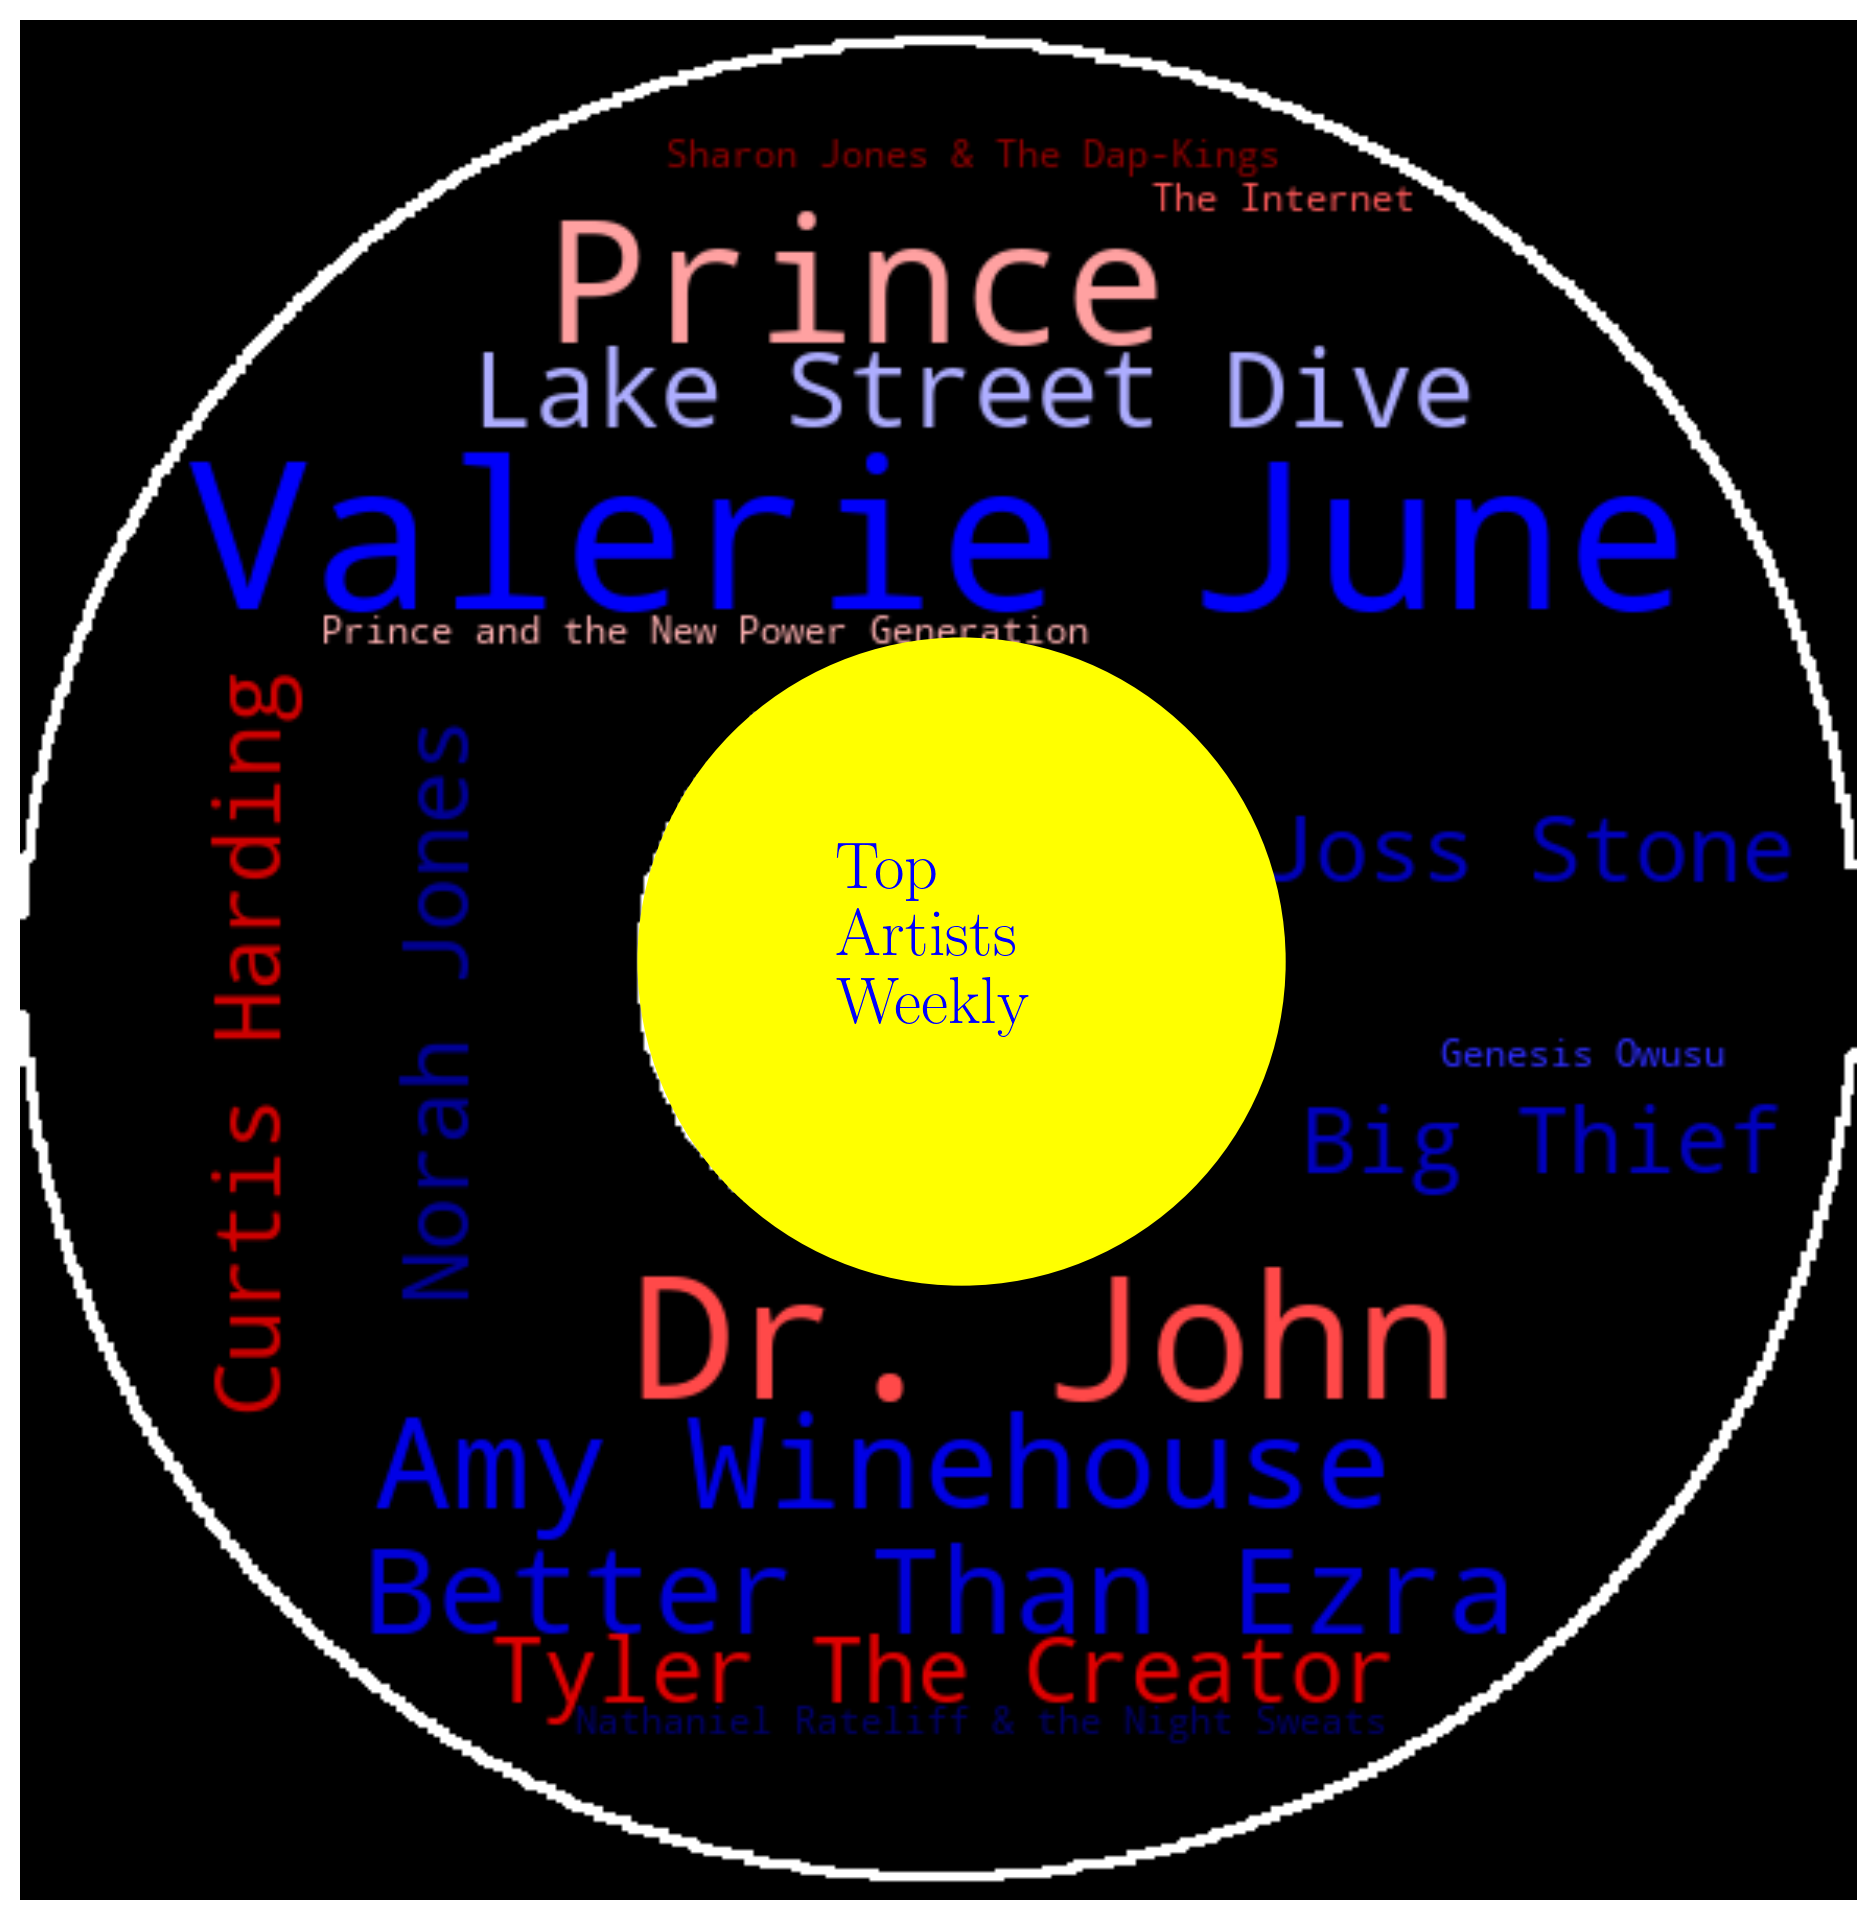 Sharon Jones & The Dap-Kings
The Internet
Prince
Lake Street Dive
Valerie June
Prince and the New Power Generation
Curtis Harding
Norah Jones
Top
Artists
Weekly
Joss Stone
Genesis Owusu
Big Thief
Dr. John
Amy Winehouse
Better Than Ezra
Tyler The Creator
Nathaniel Rateliff & the Night Sweats